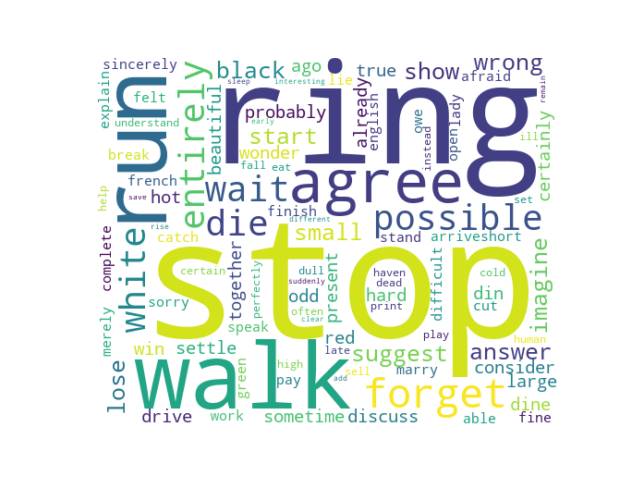 sincerely
black
ago
lie
true
show
wrong
afraid
explain
felt
understand
break
french
hot
save
help
run
entirely
beautiful
ring
sleep
interesting
early
probably
start
wonder
fall
eat
already
english
owe
instead
open
lady
remain
ill
certainly
set
wait
agree
die
finish
small
possible
stand
arrive
short
rise
catch
white
complete
merely
sorry
certain
together
speak
perfectly
different
odd
often
clear
dull
suddenly
present
stop
haven
dead
print
hard
difficult
din
cut
cold
imagine
play
human
win
settle
lose
walk
green
high
pay
red
late
add
sell
marry
suggest
answer
consider
large
forget
dine
drive
work
sometime
discuss
able
fine